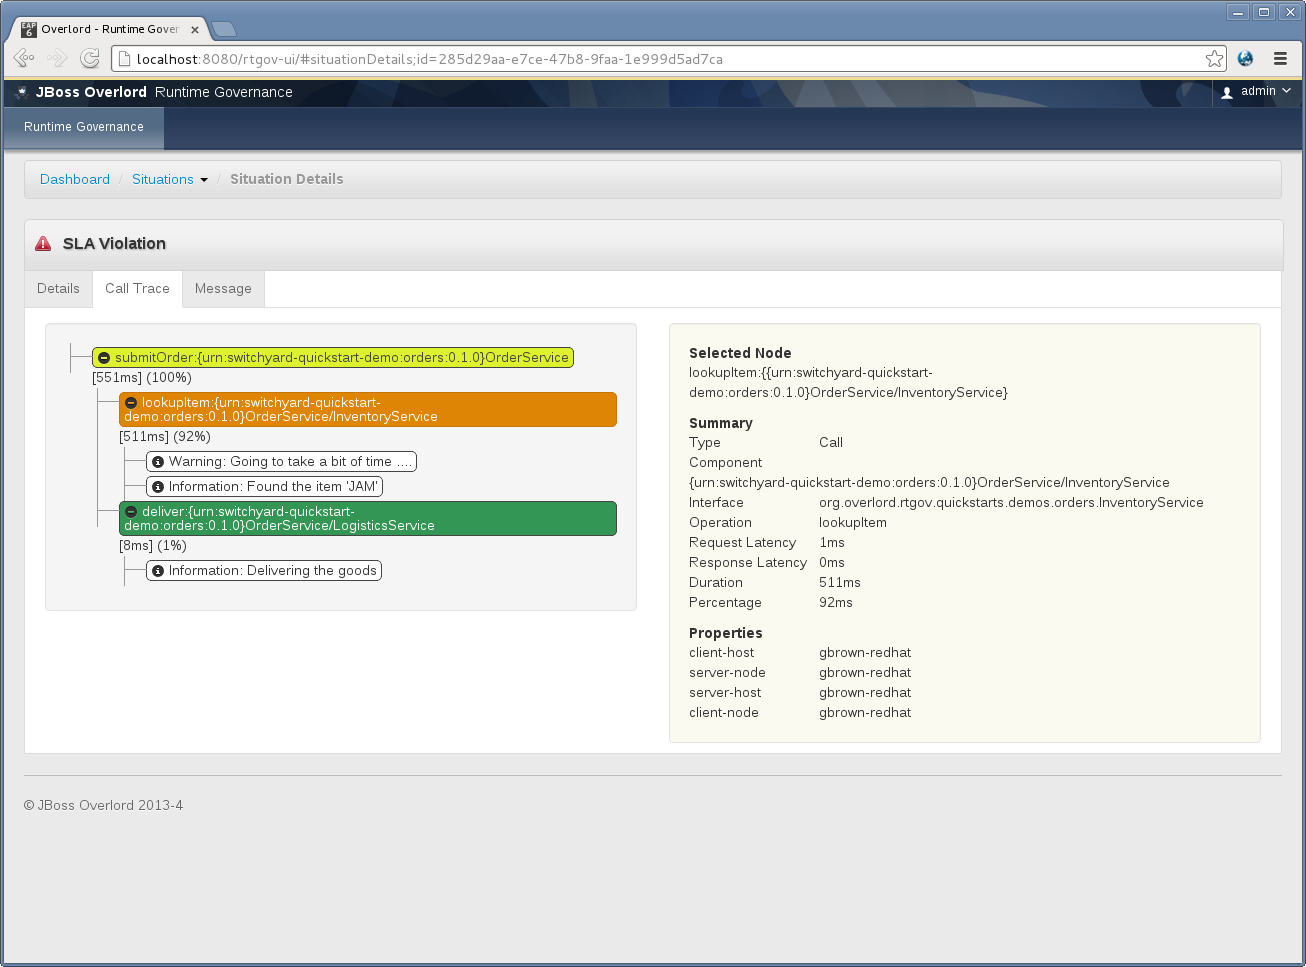 EAP
6
Overlord - Runtime Gover
localhost:8080/rtgov-ui/#situationDetails;id=285d29aa-e7ce-47b8-9faa-1e999d5ad7ca
JBoss Overlord Runtime Governance
admin
Runtime Governance
Dashboard / Situations / Situation Details
SLA Violation
Details
Call Trace
Message
submitOrder:{urn:switchyard-quickstart-demo:orders:0.1.0}OrderService
[551ms] (100%)
lookupItem:{urn:switchyard-quickstart-
demo:orders:0.1.0}OrderService/InventoryService
[511ms] (92%)
Warning: Going to take a bit of time ....
Information: Found the item 'JAM'
deliver:{urn:switchyard-quickstart-
demo:orders:0.1.0}OrderService/LogisticsService
[8ms] (1%)
Information: Delivering the goods
Selected Node
lookupItem:{{urn:switchyard-quickstart-
demo:orders:0.1.0}OrderService/InventoryService}
Summary
Type Call
Component
{urn:switchyard-quickstart-demo:orders:0.1.0}OrderService/InventoryService
Interface org.overlord.rtgov.quickstarts.demos.orders.InventoryService
Operation lookupItem
Request Latency 1ms
Response Latency 0ms
Duration 511ms
Percentage 92ms
Properties
client-host gbrown-redhat
server-node gbrown-redhat
server-host gbrown-redhat
client-node gbrown-redhat
© JBoss Overlord 2013-4